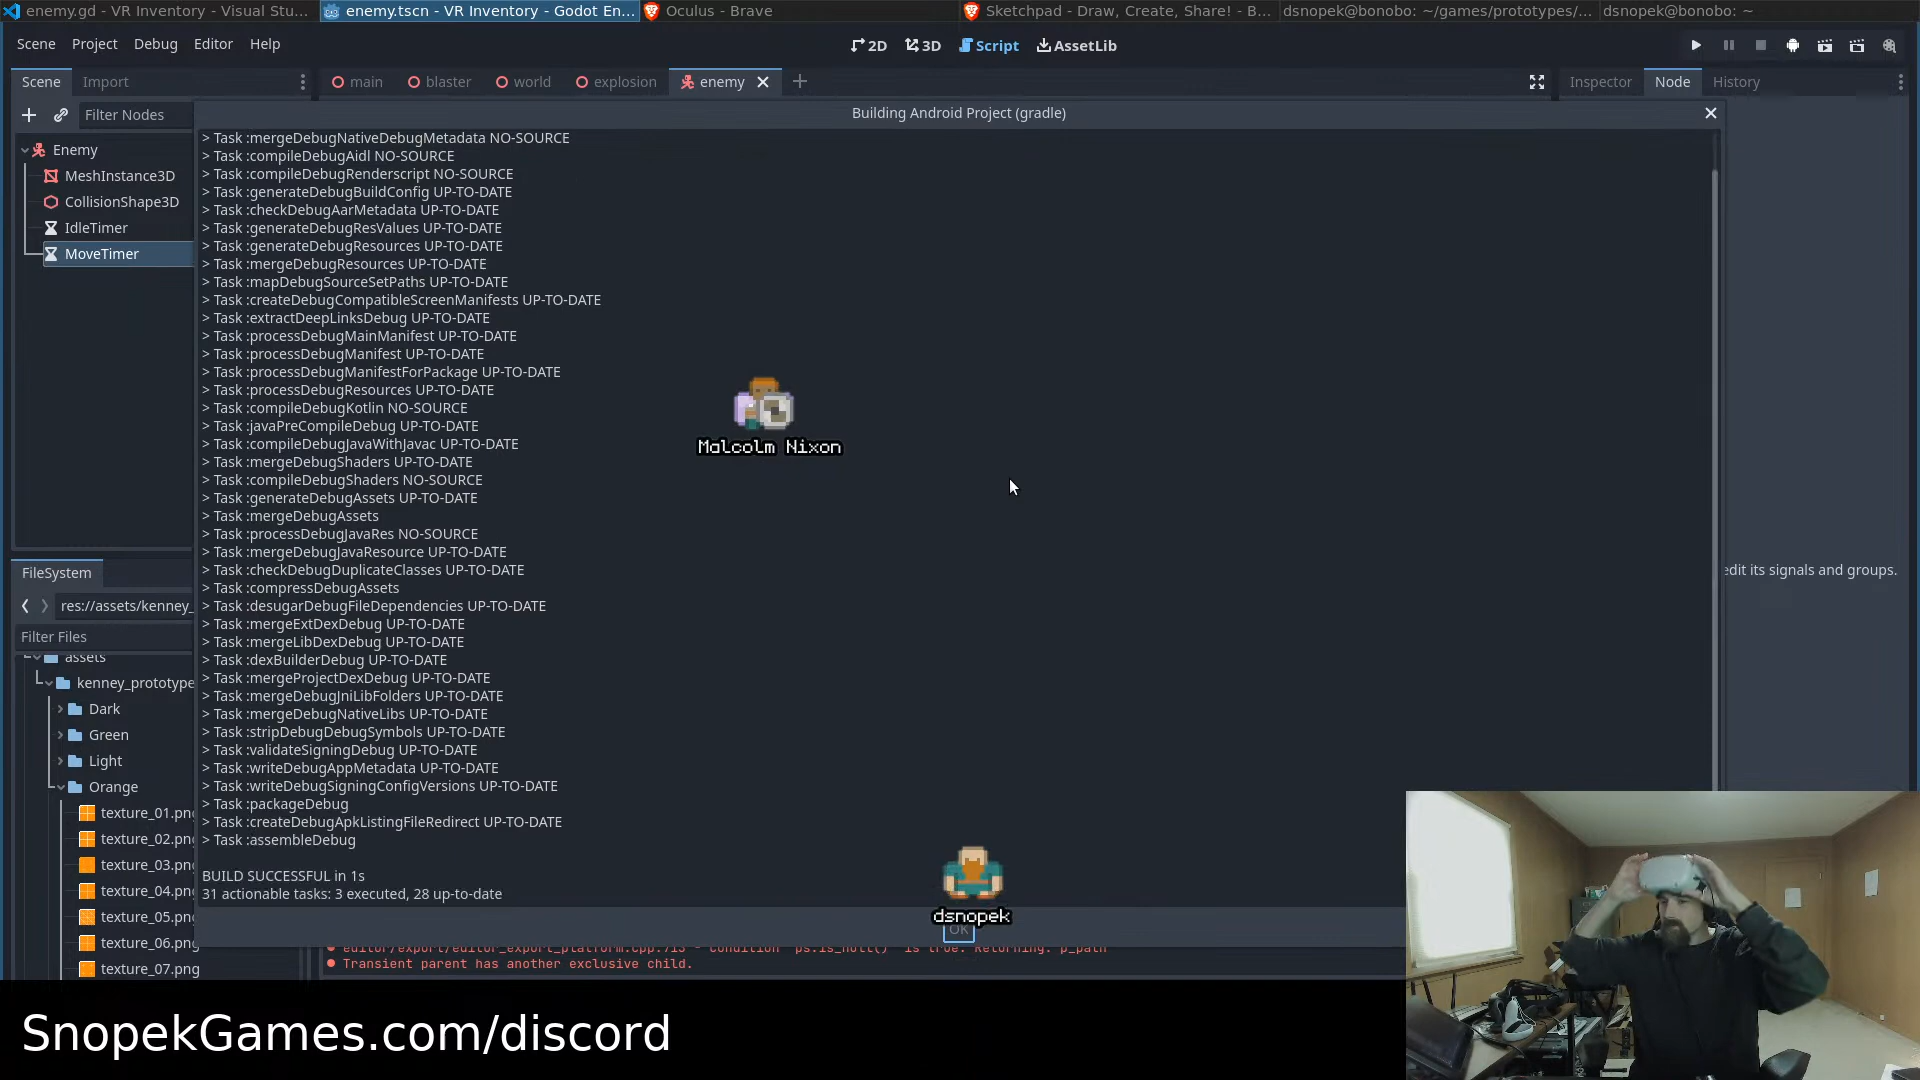 enemy.gd - VR Inventory - Visual Stu...
enemy.tscn - VR Inventory - Godot En...
Oculus - Brave
Sketchpad - Draw, Create, Share! - B...
dsnopek@bonobo: ~/games/prototypes/...
dsnopek@bonobo: ~
Scene Project Debug Editor Help
2D 3D Script AssetLib
Scene Import
main blaster world explosion enemy
Inspector Node History
Filter Nodes
Building Android Project (gradle)
Enemy
MeshInstance3D
CollisionShape3D
IdleTimer
MoveTimer
> Task :mergeDebugNativeDebugMetadata NO-SOURCE
> Task :compileDebugAidl NO-SOURCE
> Task :compileDebugRenderscript NO-SOURCE
> Task :generateDebugBuildConfig UP-TO-DATE
> Task :checkDebugAarMetadata UP-TO-DATE
> Task :generateDebugResValues UP-TO-DATE
> Task :generateDebugResources UP-TO-DATE
> Task :mergeDebugResources UP-TO-DATE
> Task :mapDebugSourceSetPaths UP-TO-DATE
> Task :createDebugCompatibleScreenManifests UP-TO-DATE
> Task :extractDeepLinksDebug UP-TO-DATE
> Task :processDebugMainManifest UP-TO-DATE
> Task :processDebugManifest UP-TO-DATE
> Task :processDebugManifestForPackage UP-TO-DATE
> Task :processDebugResources UP-TO-DATE
> Task :compileDebugKotlin NO-SOURCE
> Task :javaPreCompileDebug UP-TO-DATE
> Task :compileDebugJavaWithJavac UP-TO-DATE
> Task :mergeDebugShaders UP-TO-DATE
> Task :compileDebugShaders NO-SOURCE
> Task :generateDebugAssets UP-TO-DATE
> Task :mergeDebugAssets
> Task :processDebugJavaRes NO-SOURCE
> Task :mergeDebugJavaResource UP-TO-DATE
> Task :checkDebugDuplicateClasses UP-TO-DATE
> Task :compressDebugAssets
> Task :desugarDebugFileDependencies UP-TO-DATE
> Task :mergeExtDexDebug UP-TO-DATE
> Task :mergeLibDexDebug UP-TO-DATE
> Task :dexBuilderDebug UP-TO-DATE
> Task :mergeProjectDexDebug UP-TO-DATE
> Task :mergeDebugJniLibFolders UP-TO-DATE
> Task :mergeDebugNativeLibs UP-TO-DATE
> Task :stripDebugDebugSymbols UP-TO-DATE
> Task :validateSigningDebug UP-TO-DATE
> Task :writeDebugAppMetadata UP-TO-DATE
> Task :writeDebugSigningConfigVersions UP-TO-DATE
> Task :packageDebug
> Task :createDebugApkListingFileRedirect UP-TO-DATE
> Task :assembleDebug
BUILD SUCCESSFUL in 1s
31 actionable tasks: 3 executed, 28 up-to-date
Malcolm Nixon
dsnopek
OK
edit its signals and groups.
FileSystem
res://assets/kenney_
Filter Files
assets
kenney_prototype
Dark
Green
Light
Orange
texture_01.png
texture_02.png
texture_03.png
texture_04.png
texture_05.png
texture_06.png
texture_07.png
editor/export/editor_export_platform.cpp:713 - Condition "ps.is_null()" is true. Returning: p_path
Transient parent has another exclusive child.
SnopekGames.com/discord